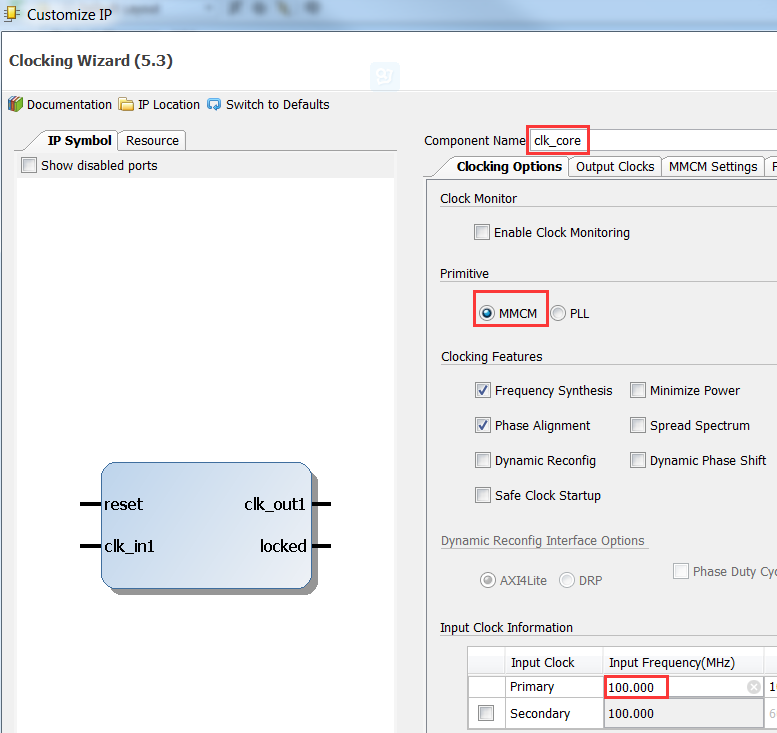 Customize IP
Clocking Wizard (5.3)
Documentation IP Location Switch to Defaults
IP Symbol Resource
Show disabled ports
reset
clk_in1
clk_out1
locked
Component Name clk_core
Clocking Options Output Clocks MMCM Settings
Clock Monitor
Enable Clock Monitoring
Primitive
MMCM PLL
Clocking Features
Frequency Synthesis Minimize Power
Phase Alignment Spread Spectrum
Dynamic Reconfig Dynamic Phase Shift
Safe Clock Startup
Dynamic Reconfig Interface Options
AXI4Lite DRP Phase Duty Cyc
Input Clock Information
Input Clock Input Frequency(MHz)
Primary 100.000
Secondary 100.000